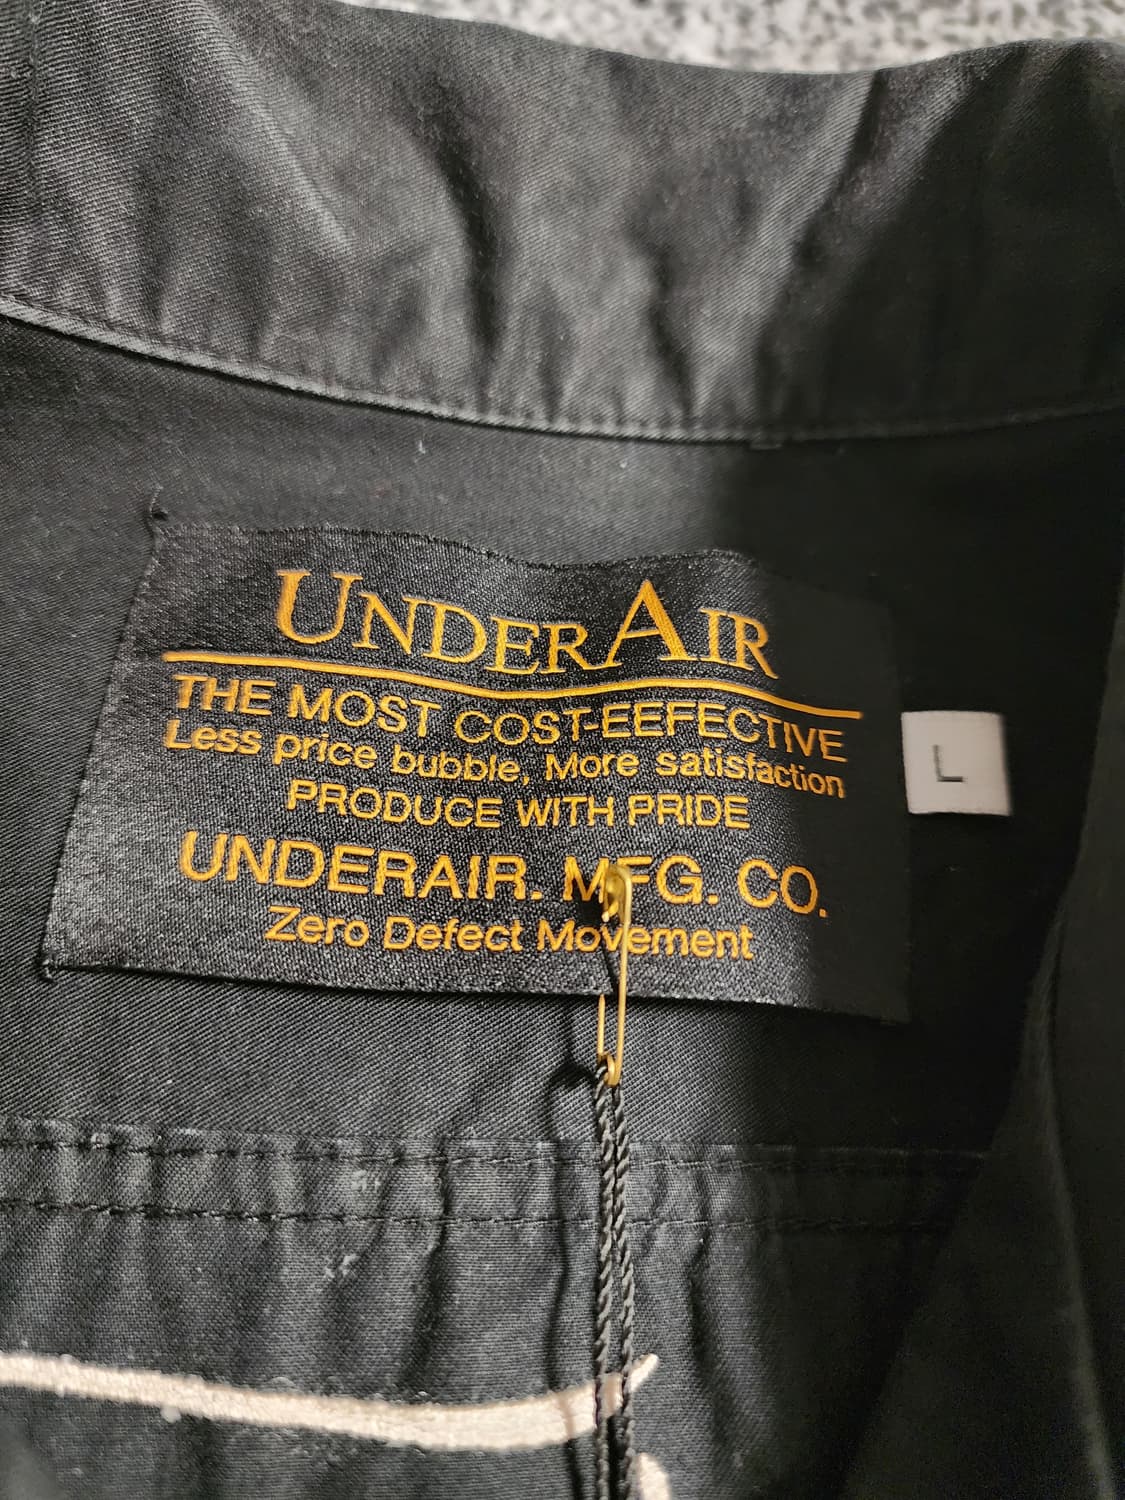 UNDERAIR
THE MOST COST-EEFECTIVE
Less price bubble, More satisfaction
PRODUCE WITH PRIDE
UNDERAIR. MFG. CO.
Zero Defect Movement
L